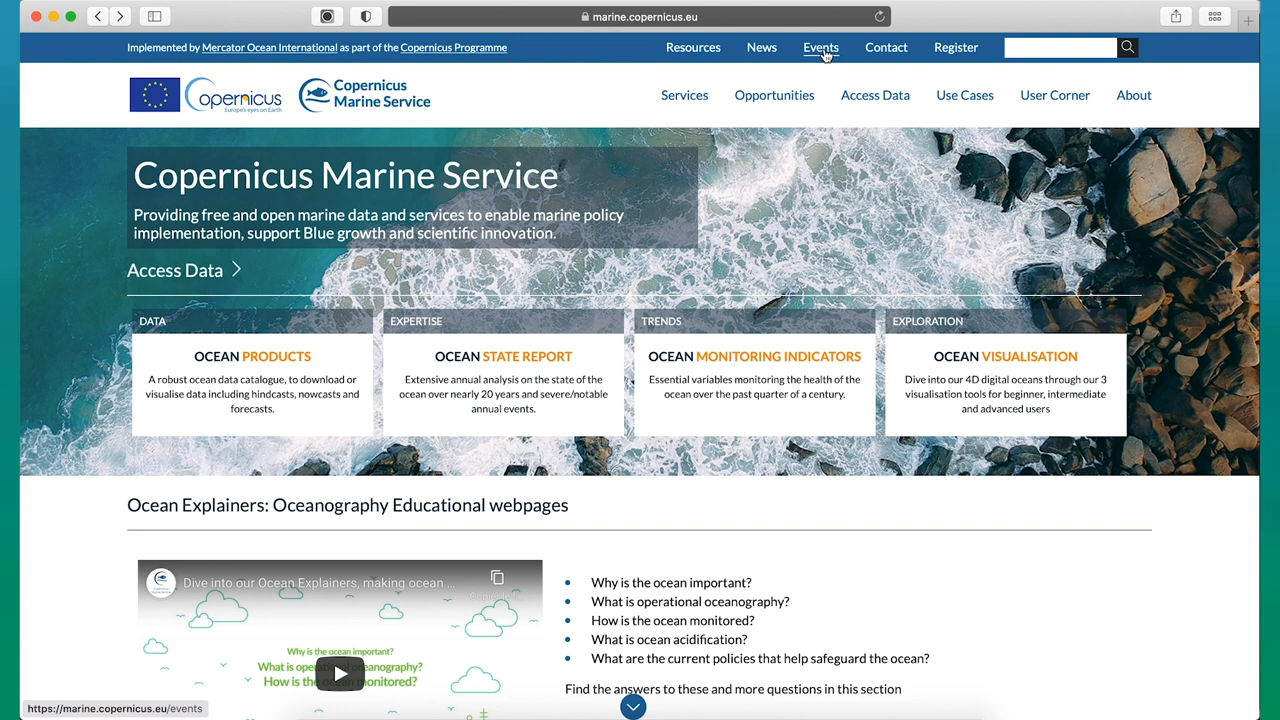 marine.copernicus.eu
Implemented by Mercator Ocean International as part of the Copernicus Programme
Resources News Events Contact Register
opernicus
Europe's eyes on Earth
Copernicus
Marine Service
Services Opportunities Access Data Use Cases User Corner About
Copernicus Marine Service
Providing free and open marine data and services to enable marine policy
implementation, support Blue growth and scientific innovation.
Access Data
DATA
OCEAN PRODUCTS
A robust ocean data catalogue, to download or
visualise data including hindcasts, nowcasts and
forecasts.
EXPERTISE
OCEAN STATE REPORT
Extensive annual analysis on the state of the
ocean over nearly 20 years and severe/notable
annual events.
TRENDS
OCEAN MONITORING INDICATORS
Essential variables monitoring the health of the
ocean over the past quarter of a century.
EXPLORATION
OCEAN VISUALISATION
Dive into our 4D digital oceans through our 3
visualisation tools for beginner, intermediate
and advanced users
Ocean Explainers: Oceanography Educational webpages
Dive into our Ocean Explainers, making ocean ...
Why is the ocean important?
What is operational oceanography?
How is the ocean monitored?
Why is the ocean important?
What is operational oceanography?
How is the ocean monitored?
What is ocean acidification?
What are the current policies that help safeguard the ocean?
Find the answers to these and more questions in this section
https://marine.copernicus.eu/events